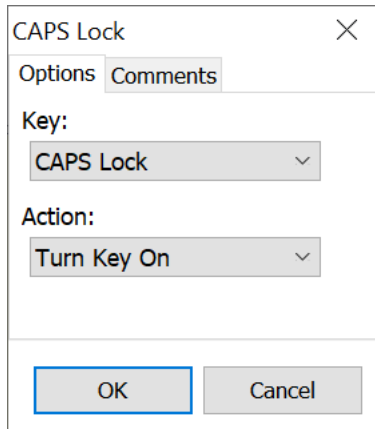 CAPS Lock
Options Comments
Key:
CAPS Lock
Action:
Turn Key On
OK Cancel